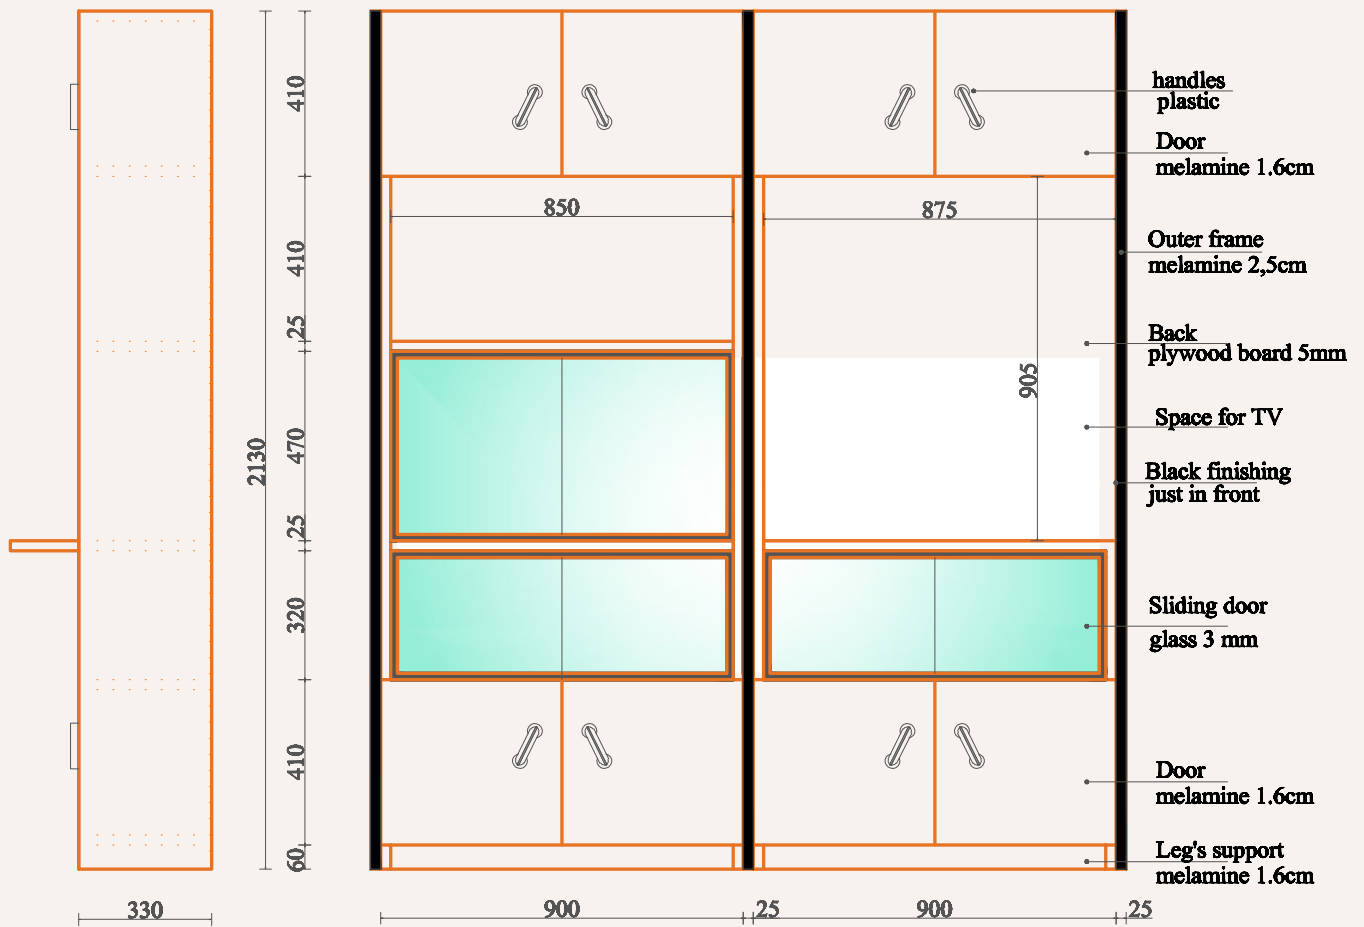 410
410
25
470
25
320
410
60
2130
330
850
875
905
900
25
900
25
handles
plastic
Door
melamine 1.6cm
Outer frame
melamine 2,5cm
Back
plywood board 5mm
Space for TV
Black finishing
just in front
Sliding door
glass 3 mm
Door
melamine 1.6cm
Leg's support
melamine 1.6cm